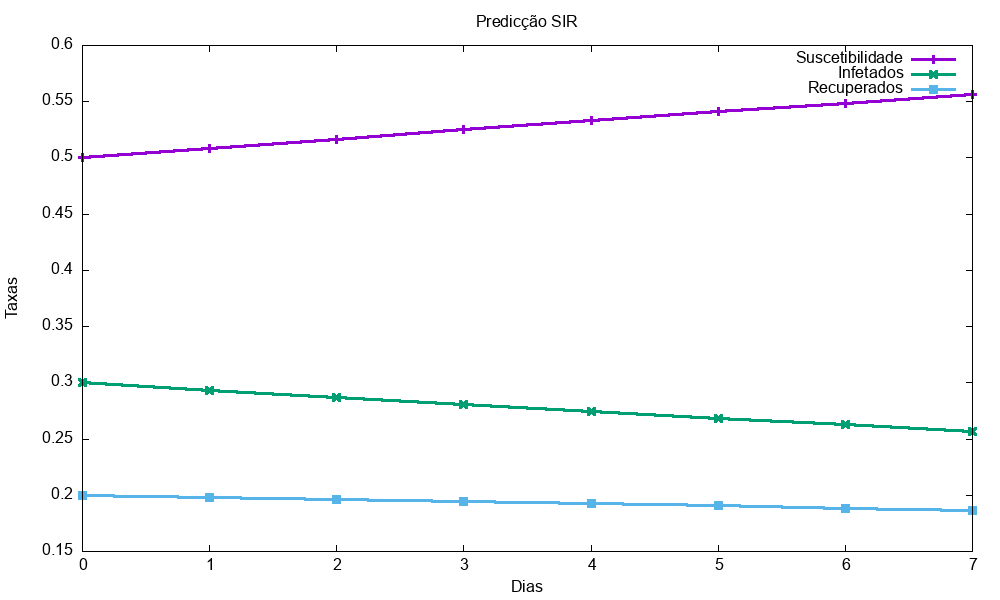 Predicção SIR
0.6
0.55
0.5
0.45
0.4
0.35
0.3
0.25
0.2
0.15
Taxas
Suscetibilidade
Infetados
Recuperados
0 1 2 3 4 5 6 7
Dias